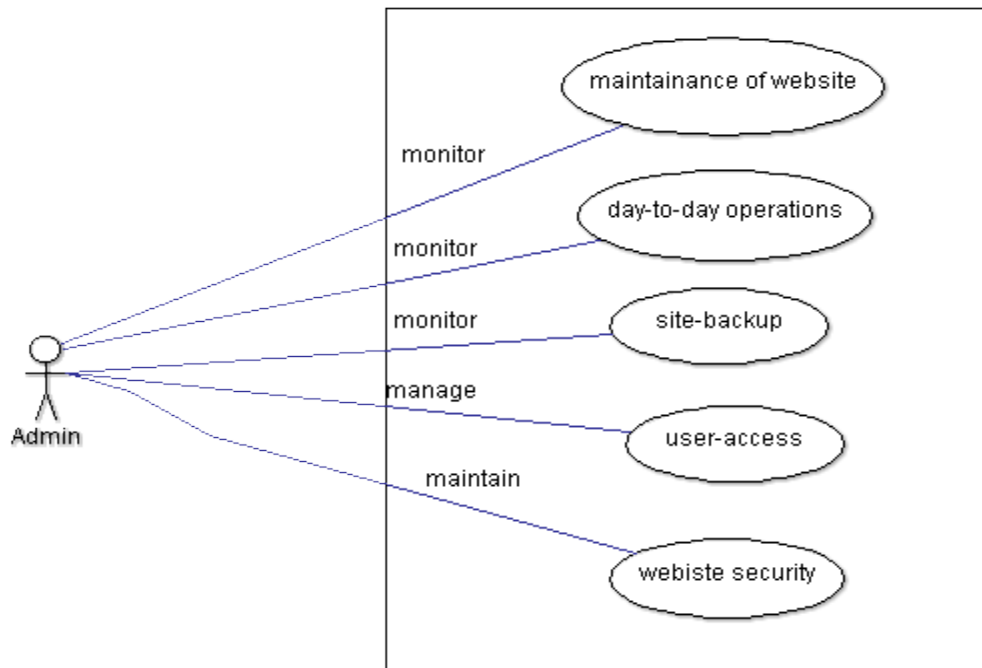 maintainance of website
monitor
day-to-day operations
monitor
site-backup
monitor
manage
user-access
Admin
maintain
webiste security